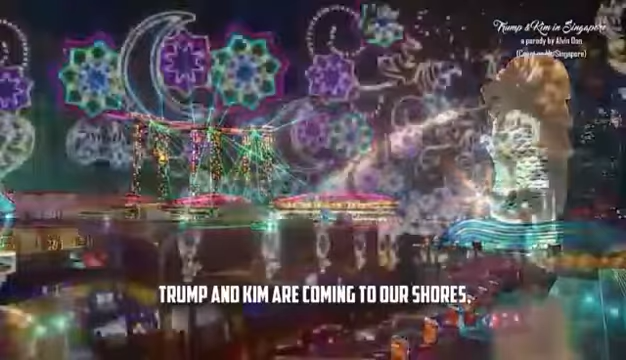 Trump & Kim in Singapore
a parody by Alvin Oon
TRUMP AND KIM ARE COMING TO OUR SHORES.